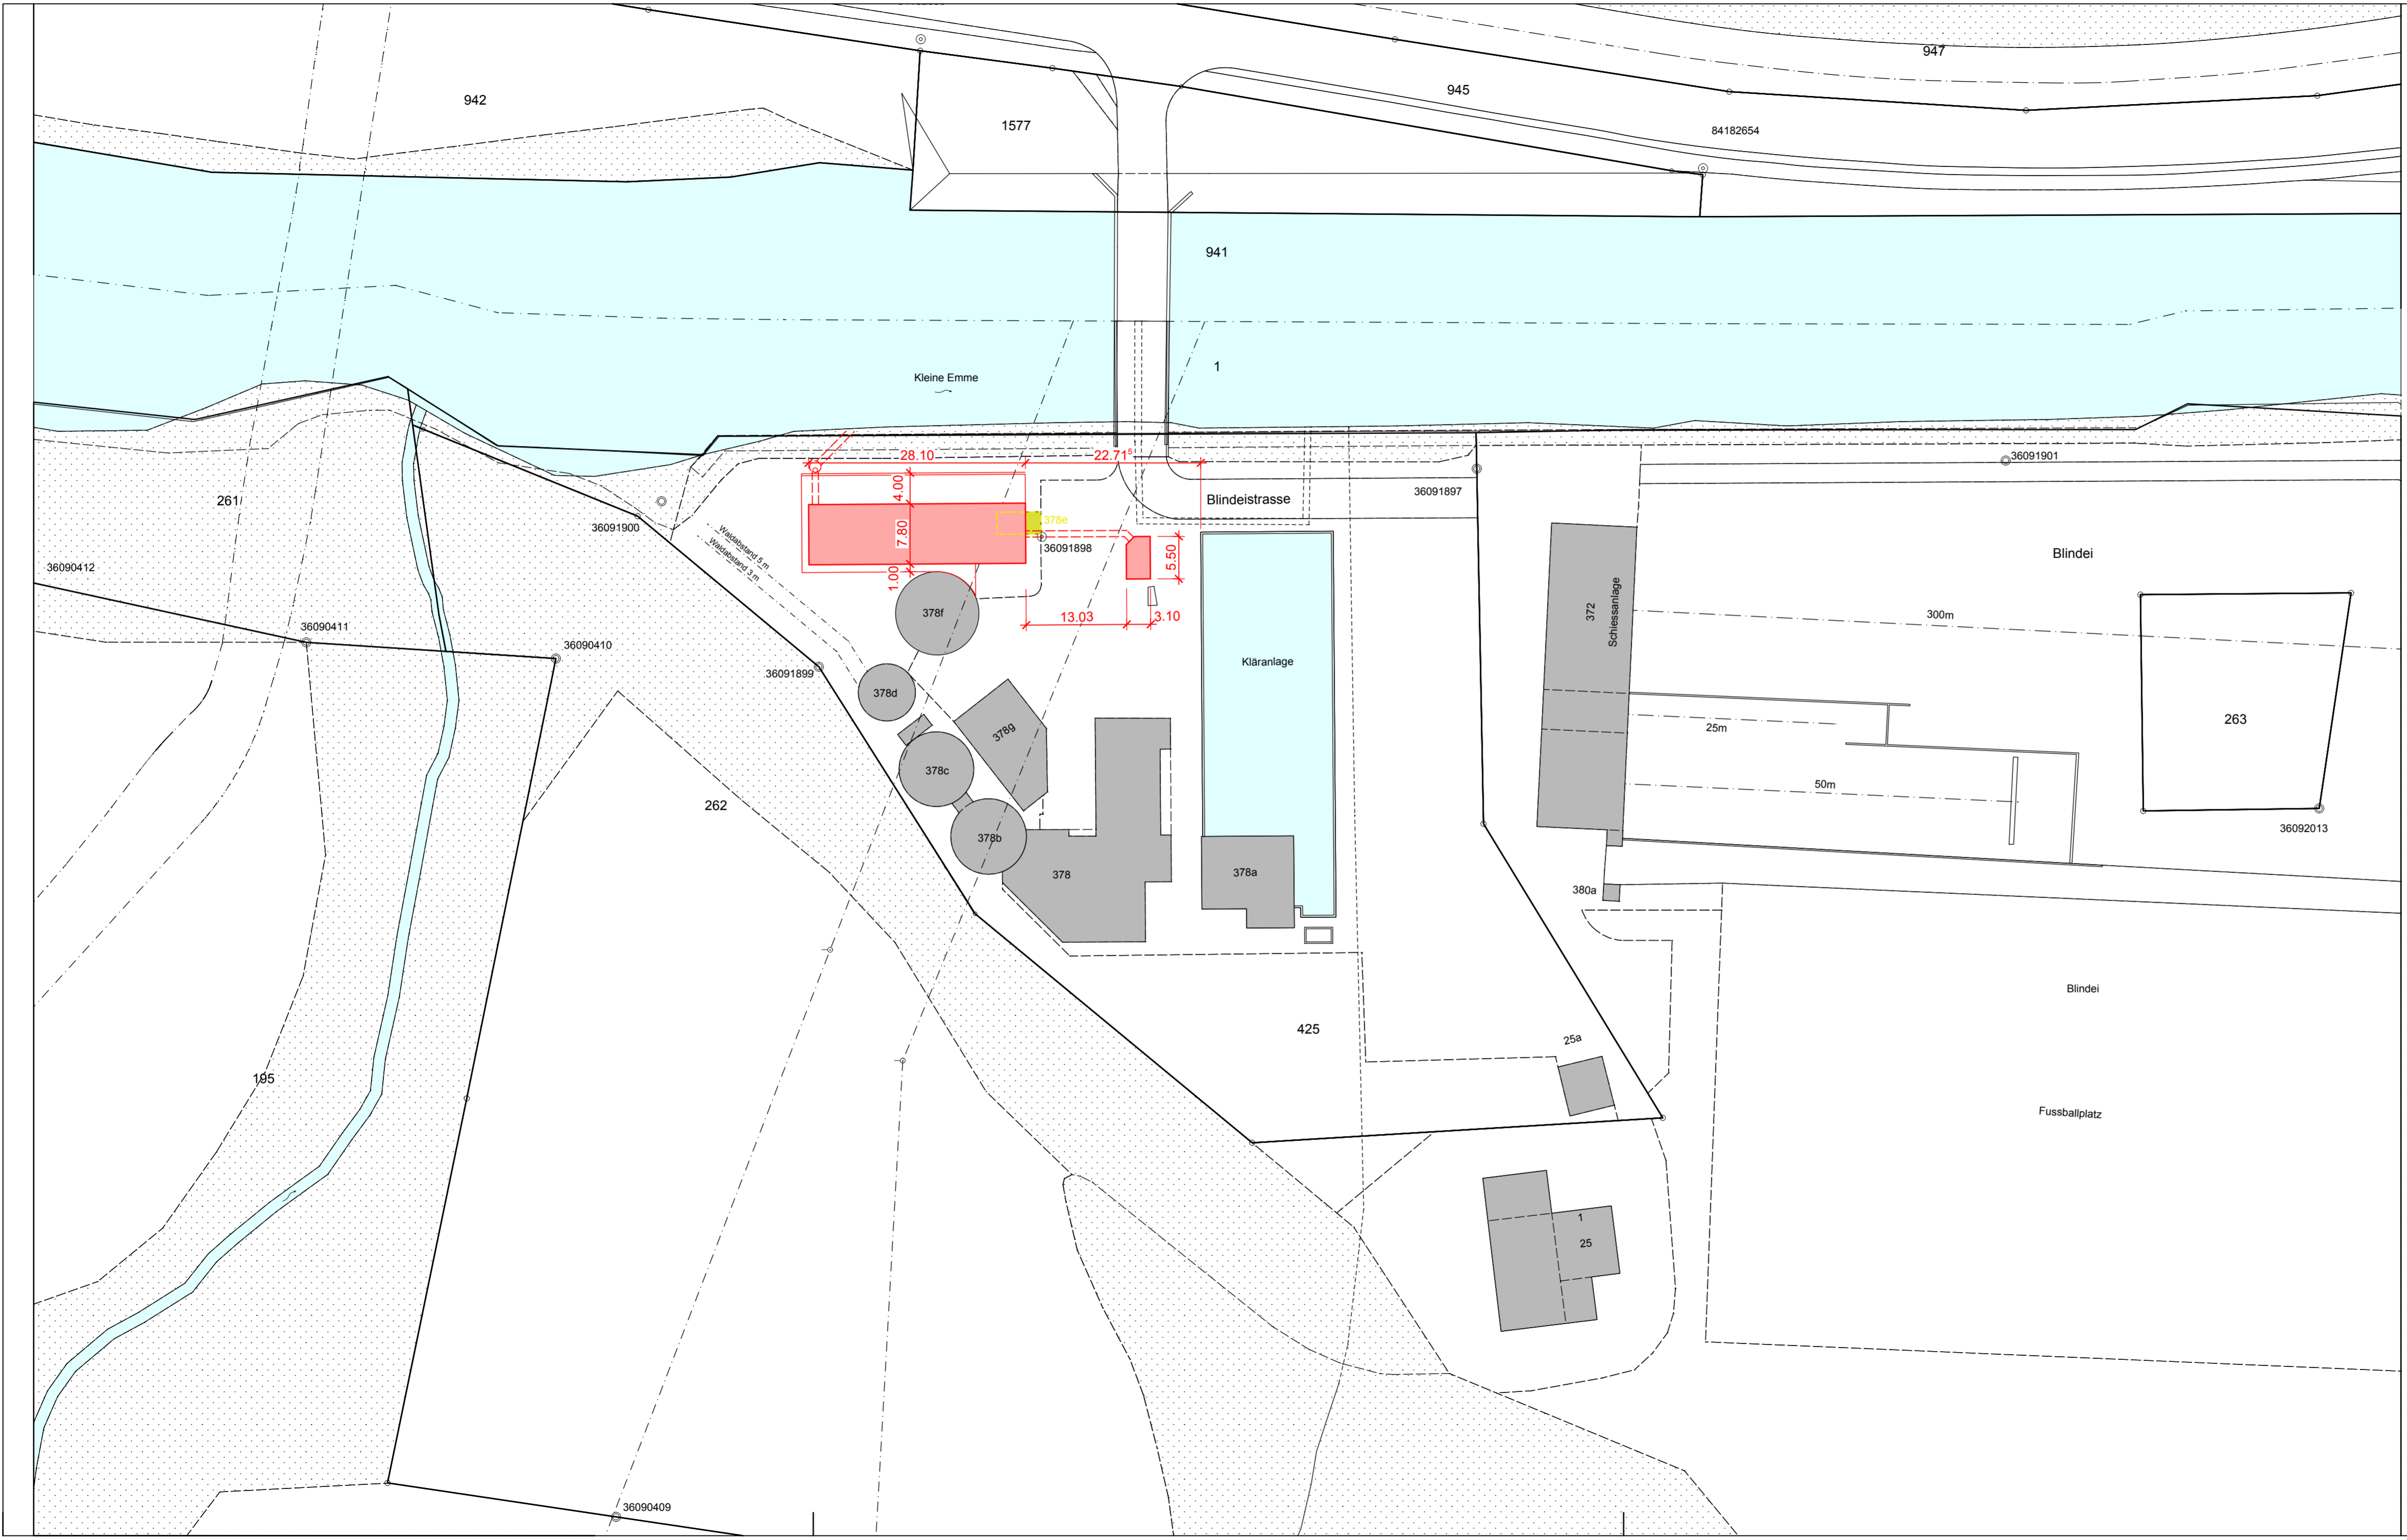 947
942
945
1577
84182654
941
1
Kleine Emme
28.10
22.71⁵
36091901
4.00
36091897
261
Blindeistrasse
36091900
378e
7.80
Waldabstand 5 m
Waldabstand 3 m
36091898
5.50
Blindei
36090412
1.00
378f
13.03
3.10
372
Schiessanlage
300m
36090411
36090410
36091899
Kläranlage
378d
263
25m
378g
378c
50m
262
36092013
378b
378
378a
380a
Blindei
425
25a
195
Fussballplatz
1
25
36090409